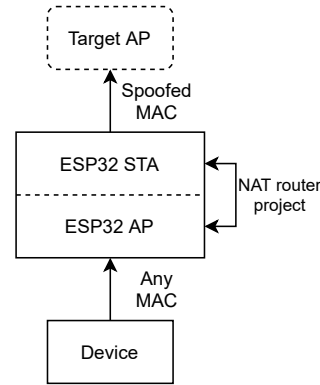 Target AP
Spoofed
MAC
ESP32 STA
NAT router
project
ESP32 AP
Any
MAC
Device